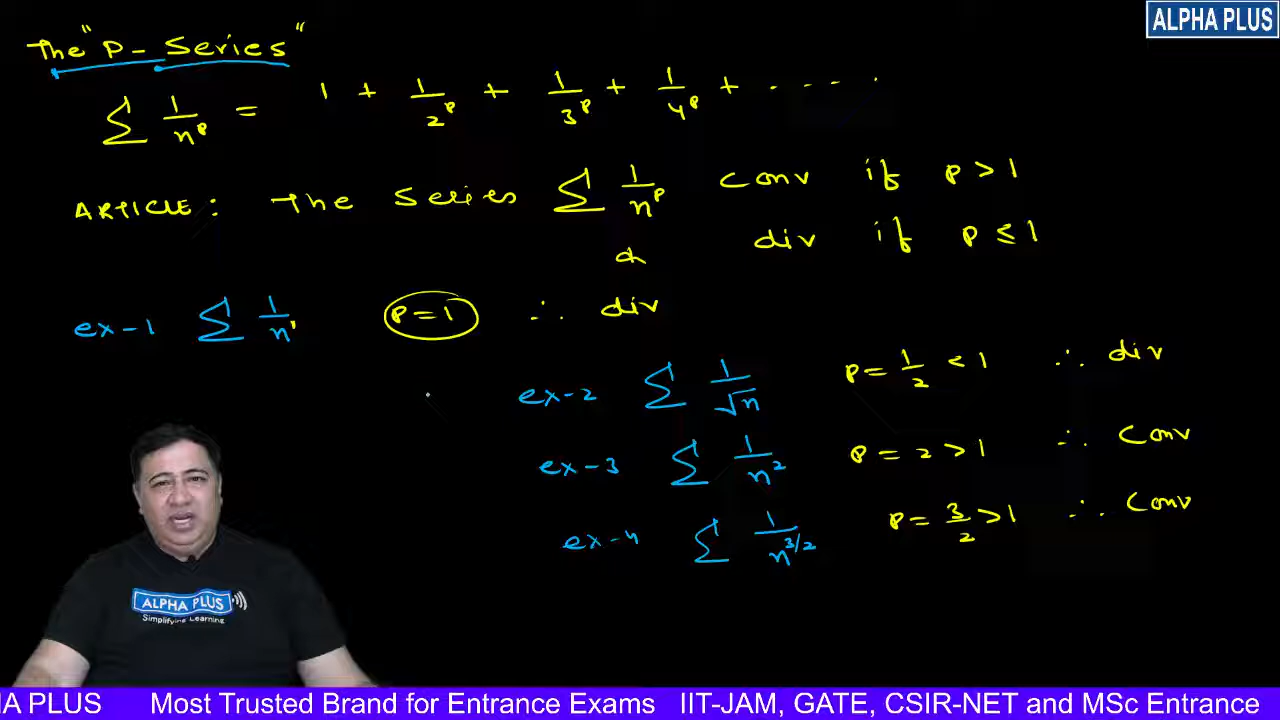 ALPHA PLUS
The "P - Series"
∑ 1/n^p = 1 + 1/2^p + 1/3^p + 1/4^p + - - - -
ARTICLE : The Series ∑ 1/n^p conv if p > 1
& div if p ≤ 1
ex-1 ∑ 1/n^1 p = 1 ∴ div
ex-2 ∑ 1/√n p = 1/2 < 1 ∴ div
ex-3 ∑ 1/n^2 p = 2 > 1 ∴ Conv
ex-4 ∑ 1/n^3/2 p = 3/2 > 1 ∴ Conv
ALPHA PLUS
Simplifying Learning
HA PLUS Most Trusted Brand for Entrance Exams IIT-JAM, GATE, CSIR-NET and MSc Entrance